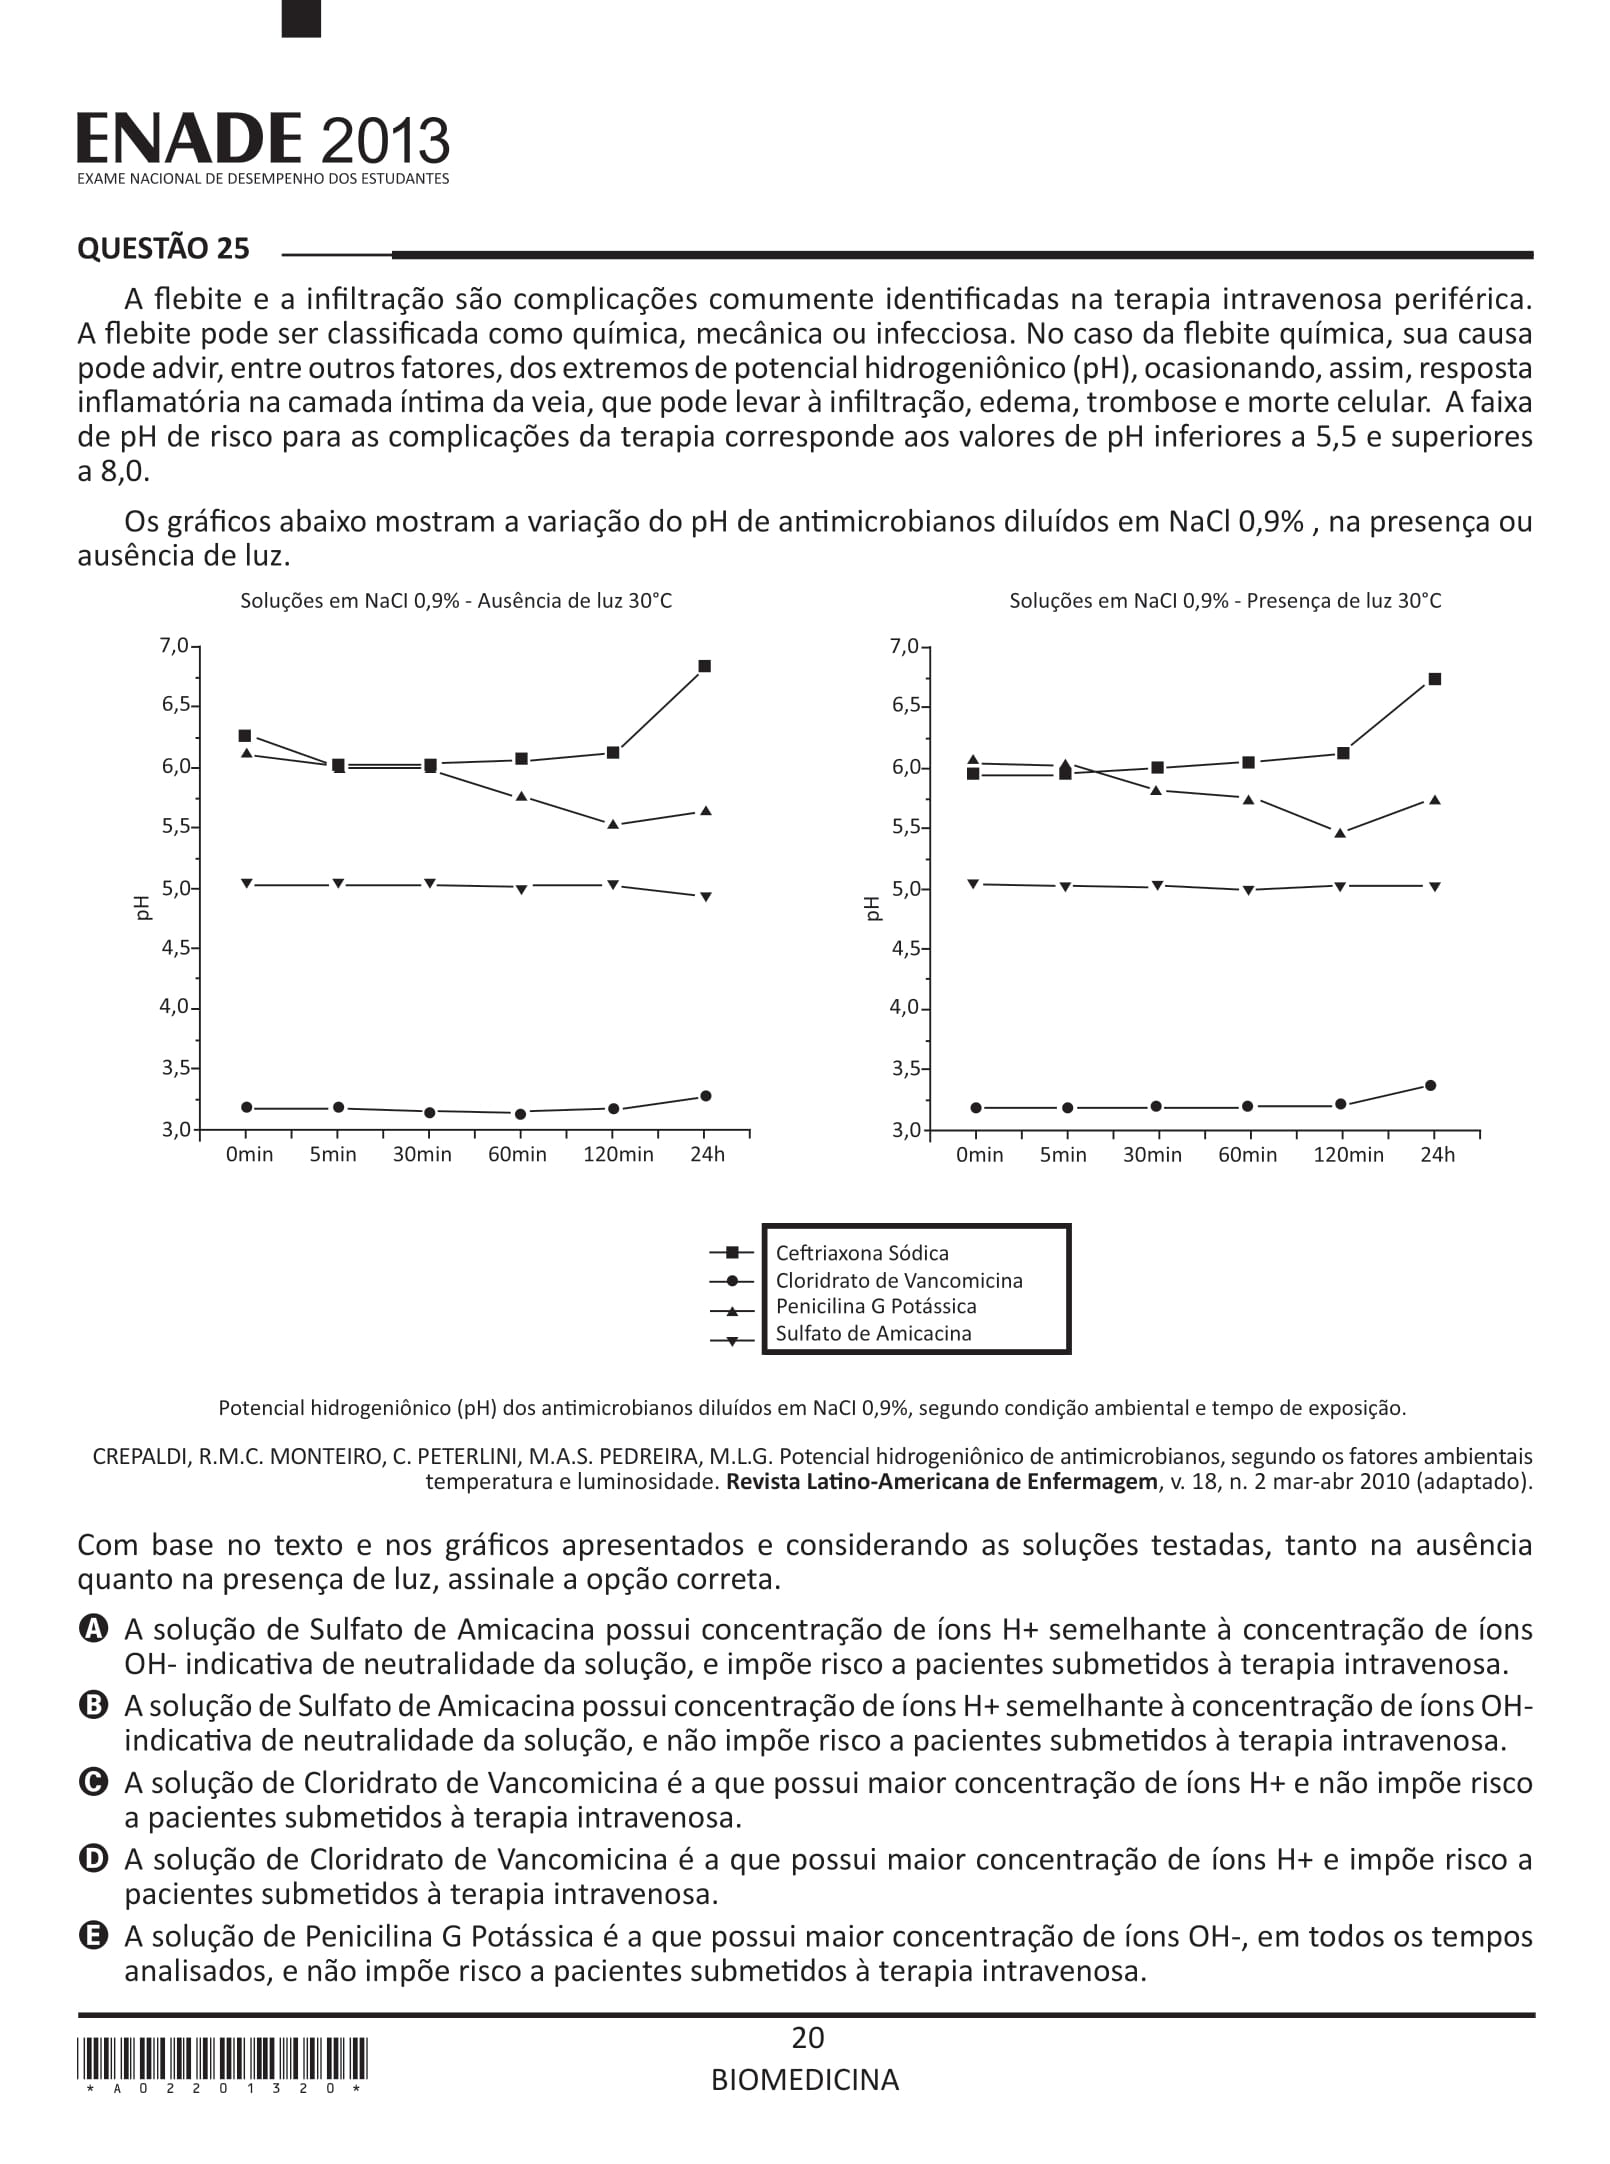 ENADE 2013
EXAME NACIONAL DE DESEMPENHO DOS ESTUDANTES
QUESTÃO 25
A flebite e a infiltração são complicações comumente identificadas na terapia intravenosa periférica.
A flebite pode ser classificada como química, mecânica ou infecciosa. No caso da flebite química, sua causa
pode advir, entre outros fatores, dos extremos de potencial hidrogeniônico (pH), ocasionando, assim, resposta
inflamatória na camada íntima da veia, que pode levar à infiltração, edema, trombose e morte celular. A faixa
de pH de risco para as complicações da terapia corresponde aos valores de pH inferiores a 5,5 e superiores
a 8,0.
Os gráficos abaixo mostram a variação do pH de antimicrobianos diluídos em NaCl 0,9% , na presença ou
ausência de luz.
Soluções em NaCl 0,9% - Ausência de luz 30°C
7,0
6,5
6,0
5,5
5,0
4,5
4,0
3,5
3,0
pH
0min 5min 30min 60min 120min 24h
Soluções em NaCl 0,9% - Presença de luz 30°C
7,0
6,5
6,0
5,5
5,0
4,5
4,0
3,5
3,0
pH
0min 5min 30min 60min 120min 24h
Ceftriaxona Sódica
Cloridrato de Vancomicina
Penicilina G Potássica
Sulfato de Amicacina
Potencial hidrogeniônico (pH) dos antimicrobianos diluídos em NaCl 0,9%, segundo condição ambiental e tempo de exposição.
CREPALDI, R.M.C. MONTEIRO, C. PETERLINI, M.A.S. PEDREIRA, M.L.G. Potencial hidrogeniônico de antimicrobianos, segundo os fatores ambientais
temperatura e luminosidade. Revista Latino-Americana de Enfermagem, v. 18, n. 2 mar-abr 2010 (adaptado).
Com base no texto e nos gráficos apresentados e considerando as soluções testadas, tanto na ausência
quanto na presença de luz, assinale a opção correta.
A A solução de Sulfato de Amicacina possui concentração de íons H+ semelhante à concentração de íons
OH- indicativa de neutralidade da solução, e impõe risco a pacientes submetidos à terapia intravenosa.
B A solução de Sulfato de Amicacina possui concentração de íons H+ semelhante à concentração de íons OH-
indicativa de neutralidade da solução, e não impõe risco a pacientes submetidos à terapia intravenosa.
C A solução de Cloridrato de Vancomicina é a que possui maior concentração de íons H+ e não impõe risco
a pacientes submetidos à terapia intravenosa.
D A solução de Cloridrato de Vancomicina é a que possui maior concentração de íons H+ e impõe risco a
pacientes submetidos à terapia intravenosa.
E A solução de Penicilina G Potássica é a que possui maior concentração de íons OH-, em todos os tempos
analisados, e não impõe risco a pacientes submetidos à terapia intravenosa.
20
BIOMEDICINA
*A02201320*